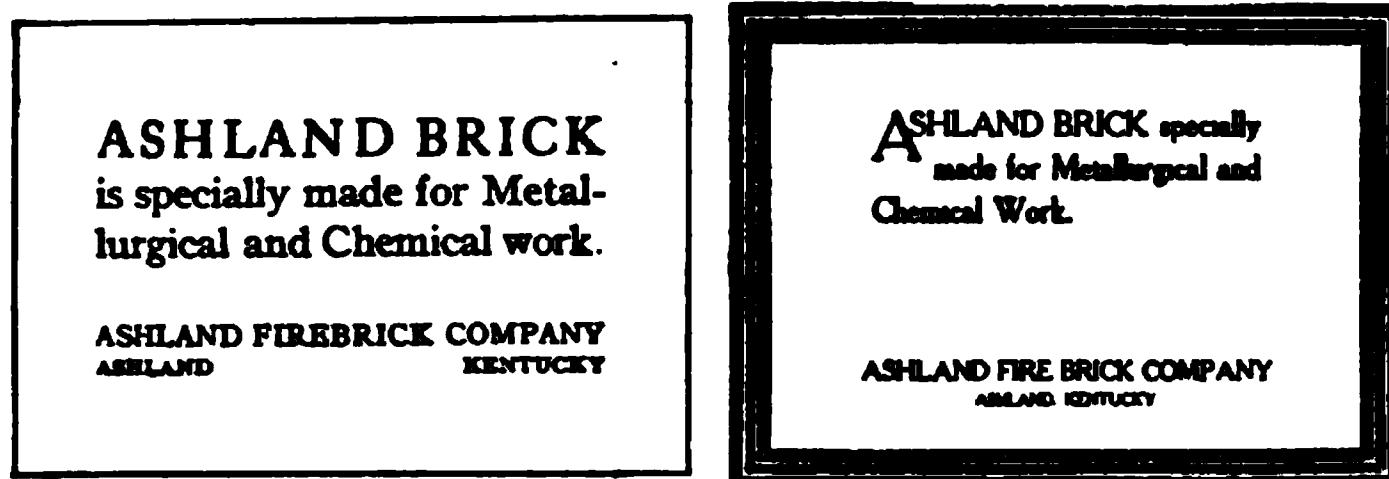 ASHLAND BRICK
is specially made for Metal-
lurgical and Chemical work.
ASHLAND FIREBRICK COMPANY
ASHLAND KENTUCKY
ASHLAND BRICK specially
made for Metallurgical and
Chemical Work.
ASHLAND FIRE BRICK COMPANY
ASHLAND, KENTUCKY